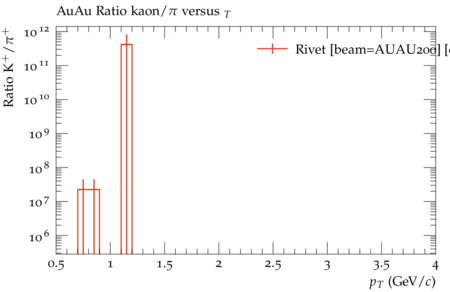 AuAu Ratio kaon/π versus T
Ratio K⁺/π⁺
10¹²
10¹¹
10¹⁰
10⁹
10⁸
10⁷
10⁶
Rivet [beam=AUAU200] [
0.5 1 1.5 2 2.5 3 3.5 4
p_T (GeV/c)